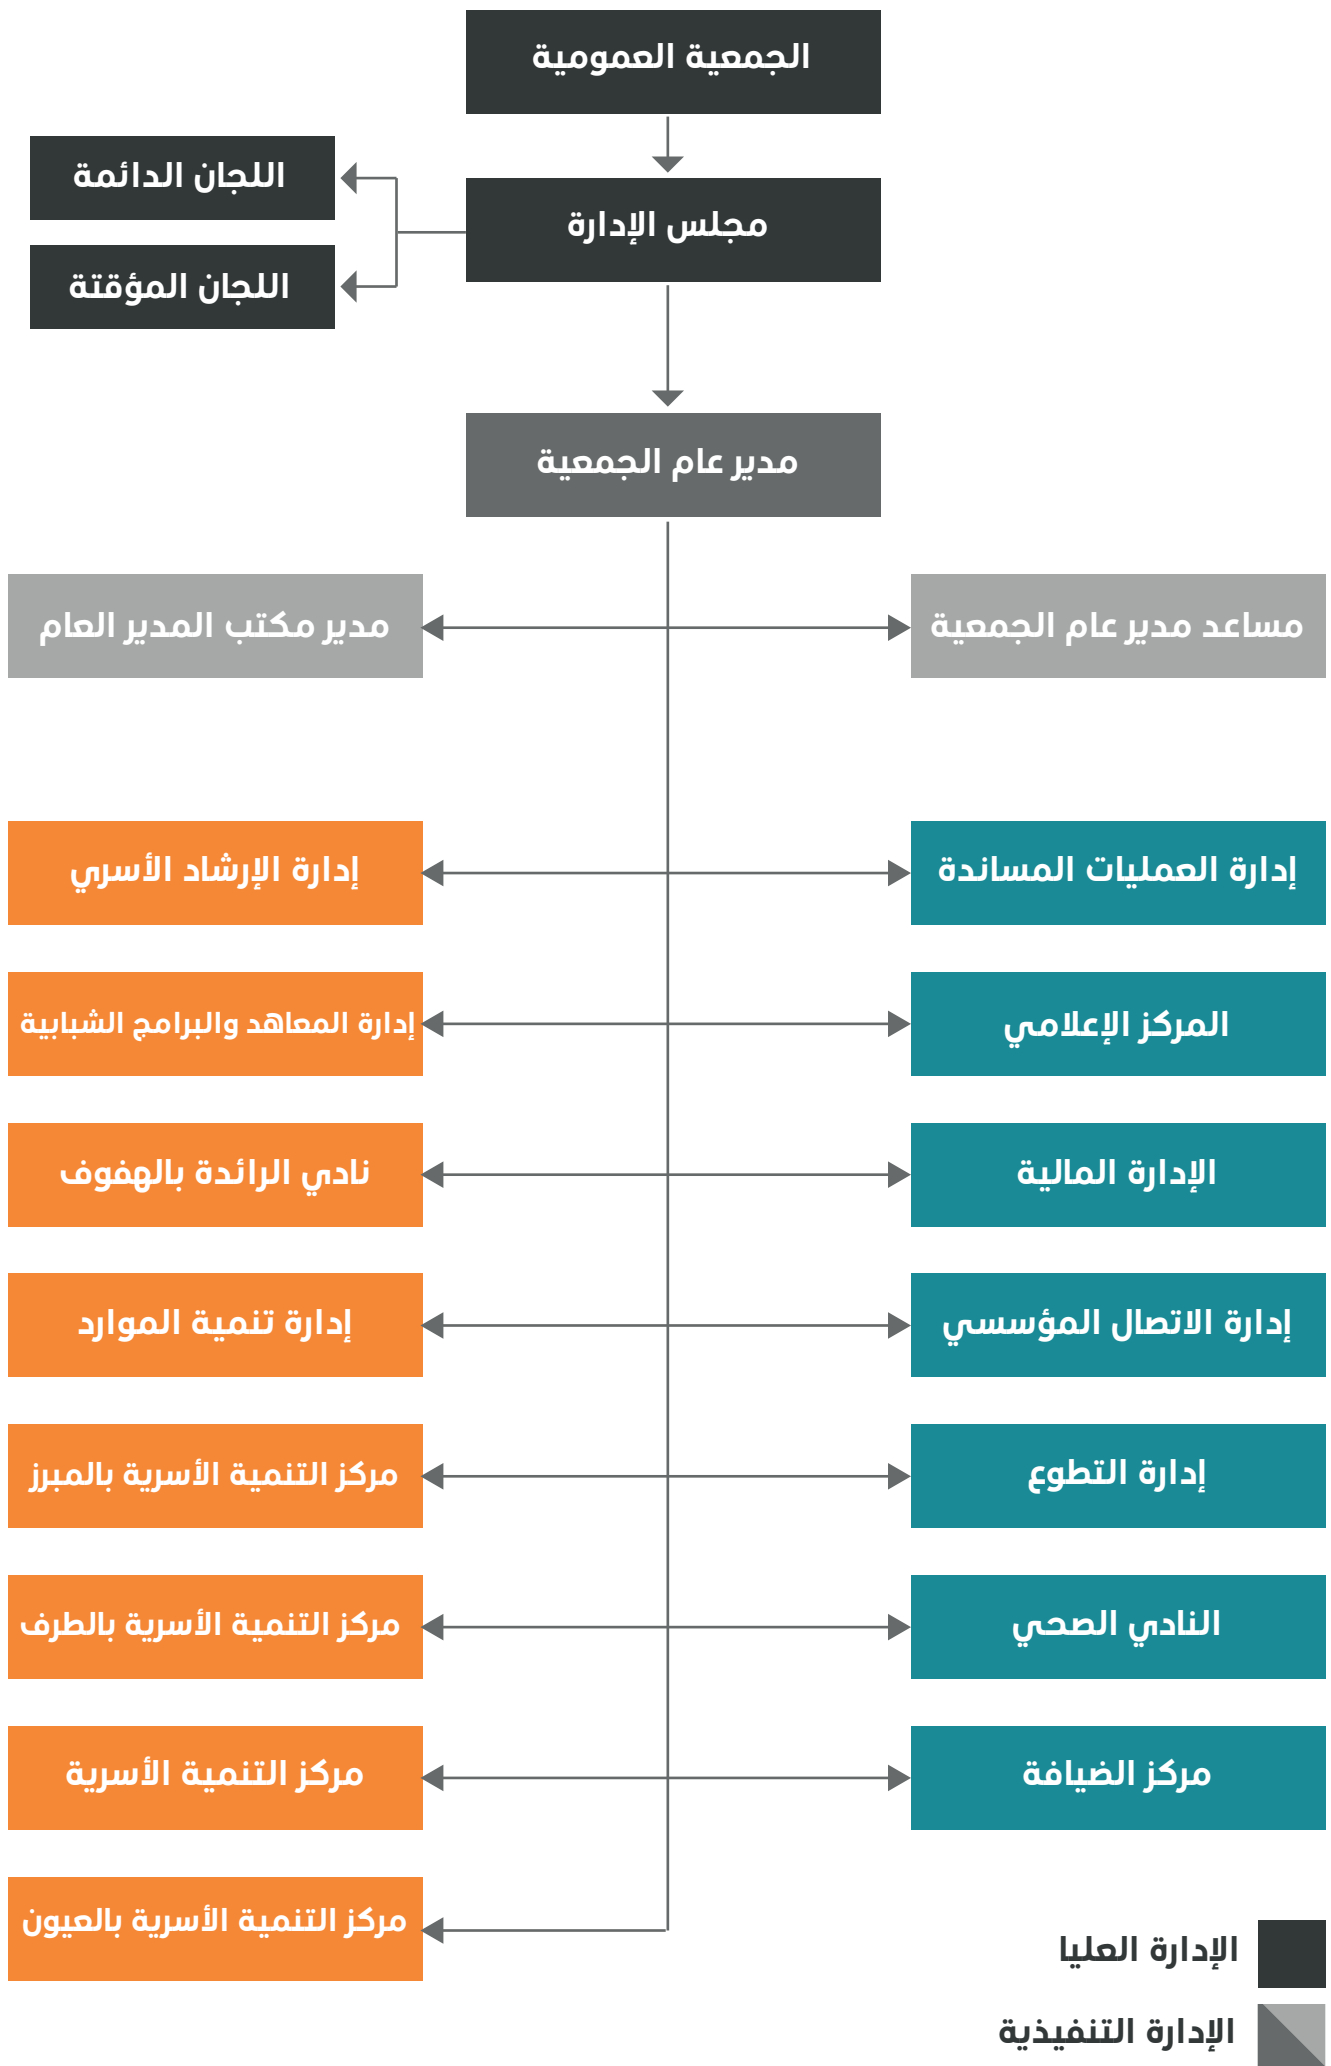 الجمعية العمومية
مجلس الإدارة
اللجان الدائمة
اللجان المؤقتة
مدير عام الجمعية
مساعد مدير عام الجمعية
مدير مكتب المدير العام
إدارة العمليات المساندة
إدارة الإرشاد الأسري
المركز الإعلامي
إدارة المعاهد والبرامج الشبابية
الإدارة المالية
نادي الرائدة بالهفوف
إدارة الاتصال المؤسسي
إدارة تنمية الموارد
إدارة التطوع
مركز التنمية الأسرية بالمبرز
النادي الصحي
مركز التنمية الأسرية بالطرف
مركز الضيافة
مركز التنمية الأسرية
مركز التنمية الأسرية بالعيون
الإدارة العليا
الإدارة التنفيذية